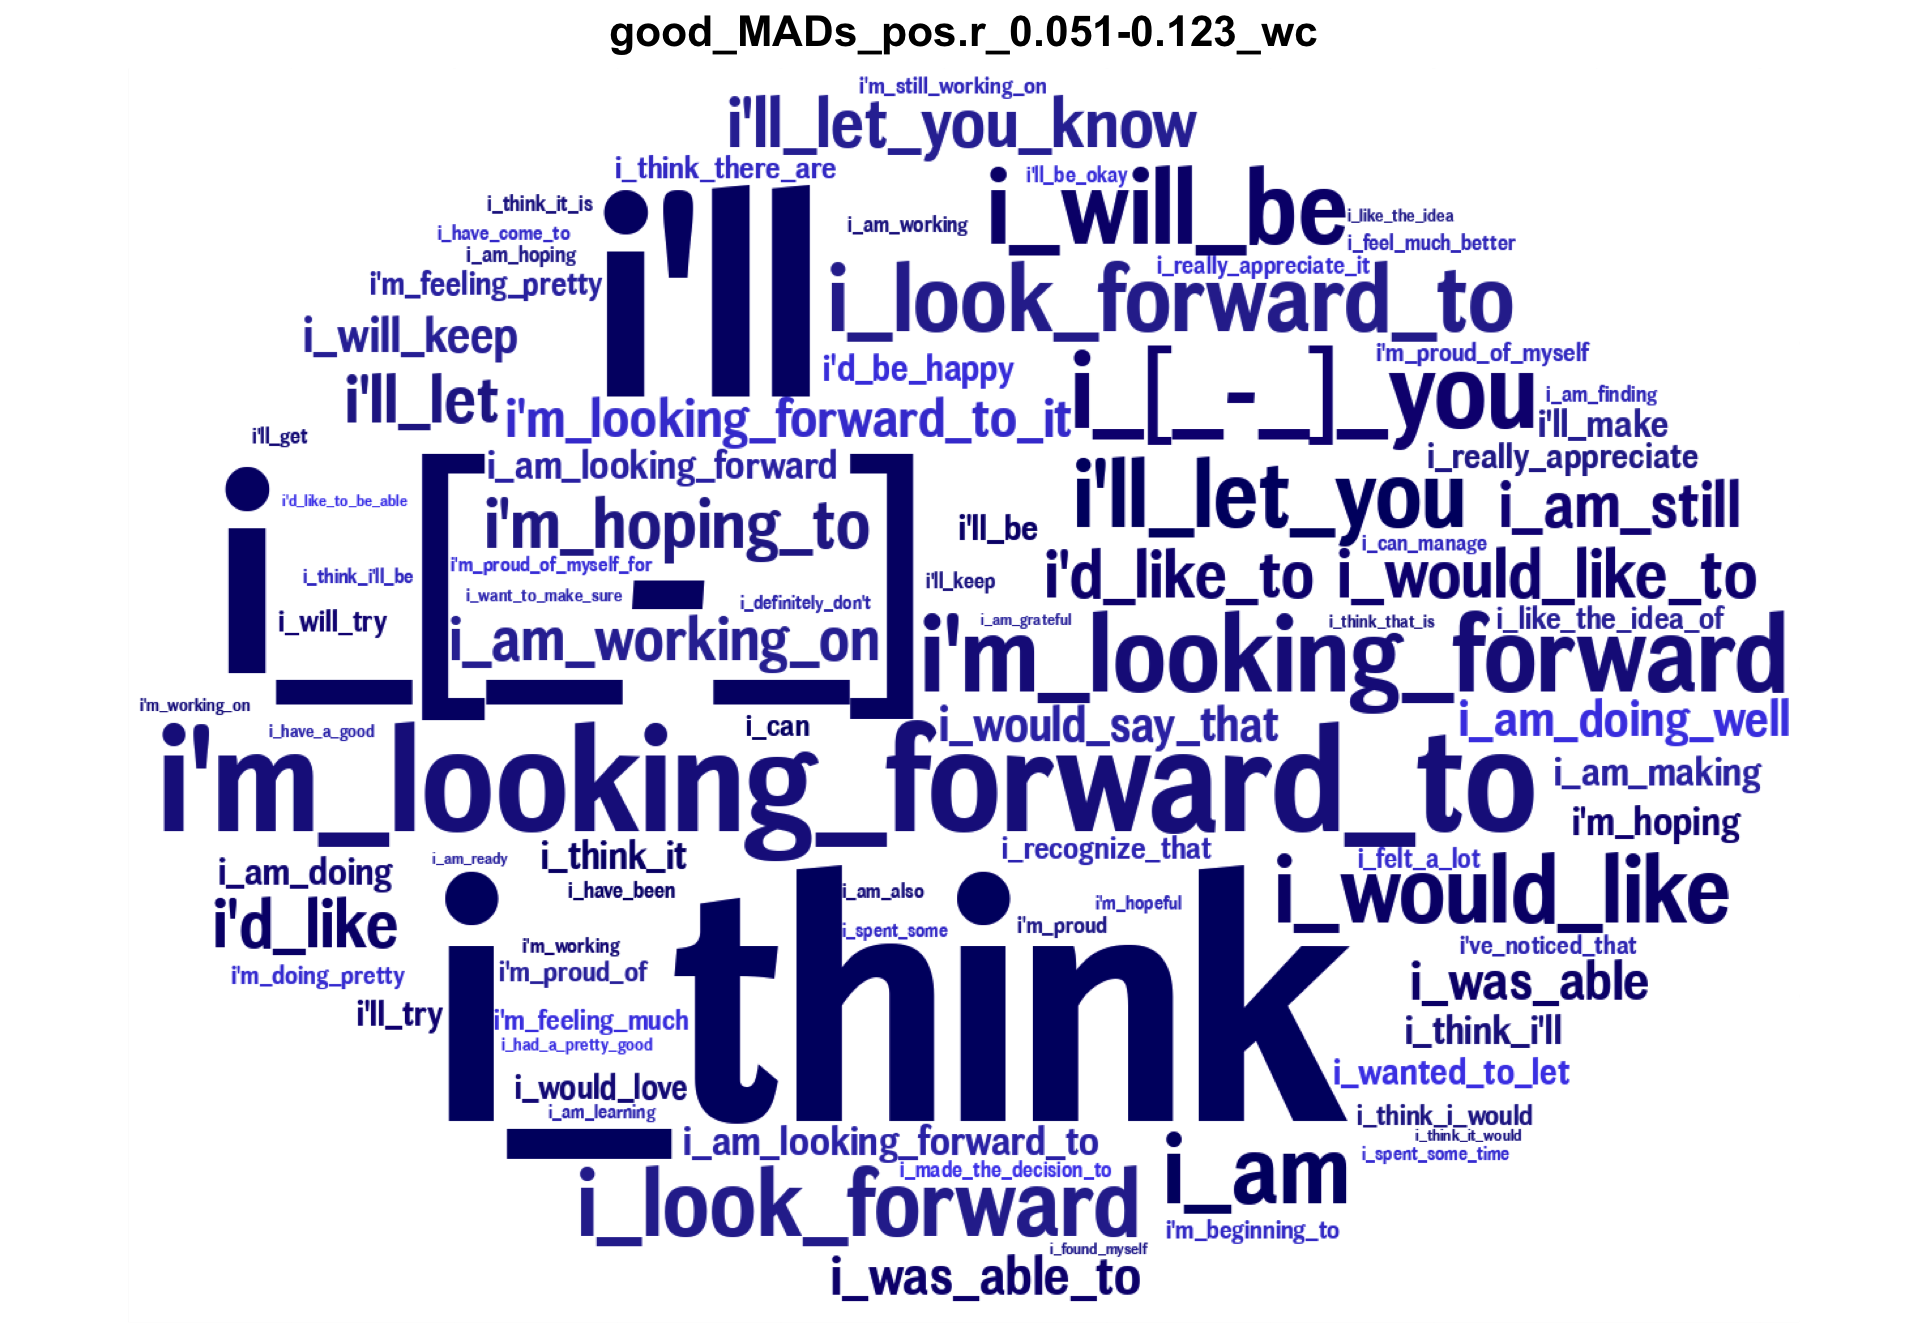 good_MADs_pos.r_0.051-0.123_wc
i'm_still_working_on
i'll_let_you_know
i_think_there_are
i'll_be_okay
i_will_be
i_think_it_is
i'll
i_am_working
i_like_the_idea
i_have_come_to
i_feel_much_better
i_am_hoping
i_really_appreciate_it
i'm_feeling_pretty
i_look_forward_to
i_will_keep
i'm_proud_of_myself
i'd_be_happy
i_[_-_]_you
i_am_finding
i'll_let
i'm_looking_forward_to_it
i'll_make
i'll_get
i_really_appreciate
i_am_looking_forward
i_[_-_]
i'd_like_to_be_able
i'll_let_you
i_am_still
i'm_hoping_to
i'll_be
i_can_manage
i'm_proud_of_myself_for
i_think_i'll_be
i'll_keep
i'd_like_to
i_would_like_to
i_want_to_make_sure
i_definitely_don't
i_will_try
i_am_grateful
i_think_that_is
i_like_the_idea_of
i_am_working_on
i'm_looking_forward
i'm_working_on
i_have_a_good
i_can
i_would_say_that
i_am_doing_well
i'm_looking_forward_to
i_am_making
i'm_hoping
i_recognize_that
i_think_it
i_am_ready
i_felt_a_lot
i_am_doing
i_have_been
i_am_also
i_would_like
i'm_hopeful
i'd_like
i_spent_some
i'm_proud
i_think
i'm_working
i've_noticed_that
i'm_doing_pretty
i'm_proud_of
i_was_able
i'll_try
i'm_feeling_much
i_think_i'll
i_had_a_pretty_good
i_wanted_to_let
i_would_love
i_am_learning
i_think_i_would
i_think_it_would
i_am_looking_forward_to
i_spent_some_time
i_made_the_decision_to
i_am
i_look_forward
i'm_beginning_to
i_found_myself
i_was_able_to